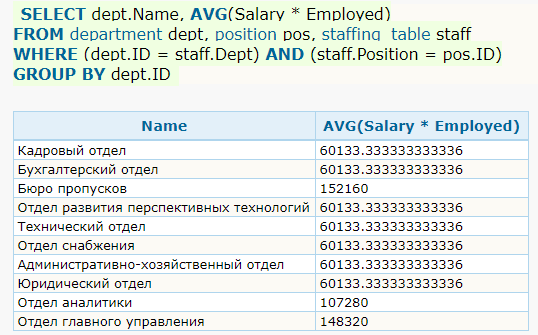 SELECT dept.Name, AVG(Salary * Employed)
FROM department dept, position pos, staffing_table staff
WHERE (dept.ID = staff.Dept) AND (staff.Position = pos.ID)
GROUP BY dept.ID
Name AVG(Salary * Employed)
Кадровый отдел 60133.333333333336
Бухгалтерский отдел 60133.333333333336
Бюро пропусков 152160
Отдел развития перспективных технологий 60133.333333333336
Технический отдел 60133.333333333336
Отдел снабжения 60133.333333333336
Административно-хозяйственный отдел 60133.333333333336
Юридический отдел 60133.333333333336
Отдел аналитики 107280
Отдел главного управления 148320